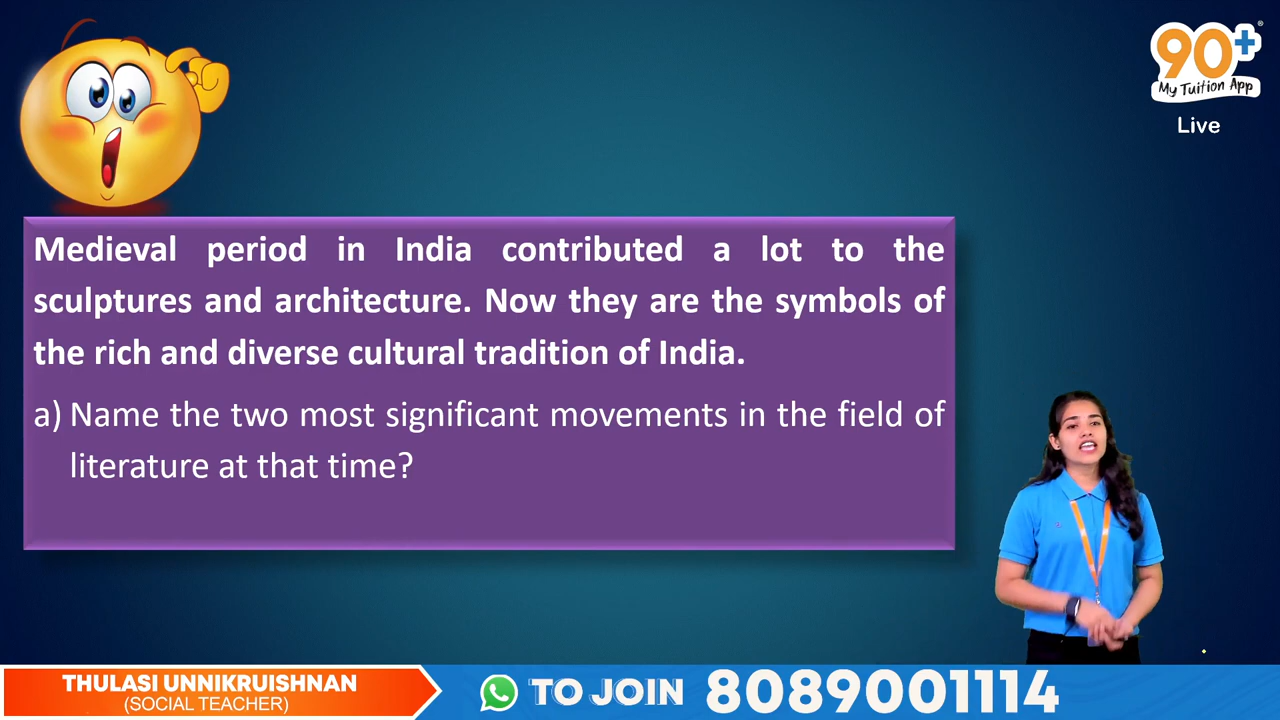 90+
My Tuition App
Live
Medieval period in India contributed a lot to the
sculptures and architecture. Now they are the symbols of
the rich and diverse cultural tradition of India.
a) Name the two most significant movements in the field of
literature at that time?
THULASI UNNIKRUISHNAN
(SOCIAL TEACHER)
TO JOIN 8089001114